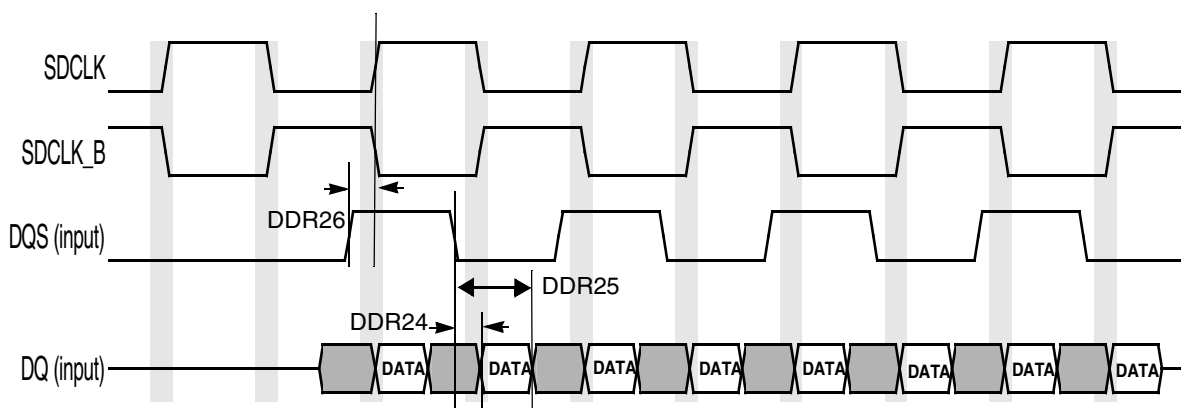 SDCLK
SDCLK_B
DDR26
DQS (input)
DDR25
DDR24
DQ (input)
DATA DATA DATA DATA DATA DATA DATA DATA